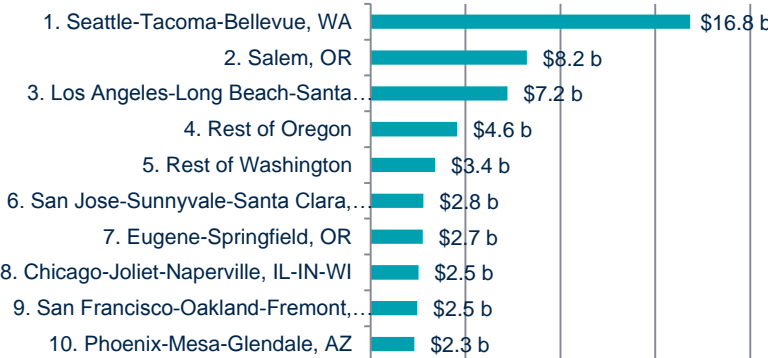 1. Seattle-Tacoma-Bellevue, WA $16.8 b
2. Salem, OR $8.2 b
3. Los Angeles-Long Beach-Santa… $7.2 b
4. Rest of Oregon $4.6 b
5. Rest of Washington $3.4 b
6. San Jose-Sunnyvale-Santa Clara,… $2.8 b
7. Eugene-Springfield, OR $2.7 b
8. Chicago-Joliet-Naperville, IL-IN-WI $2.5 b
9. San Francisco-Oakland-Fremont,… $2.5 b
10. Phoenix-Mesa-Glendale, AZ $2.3 b